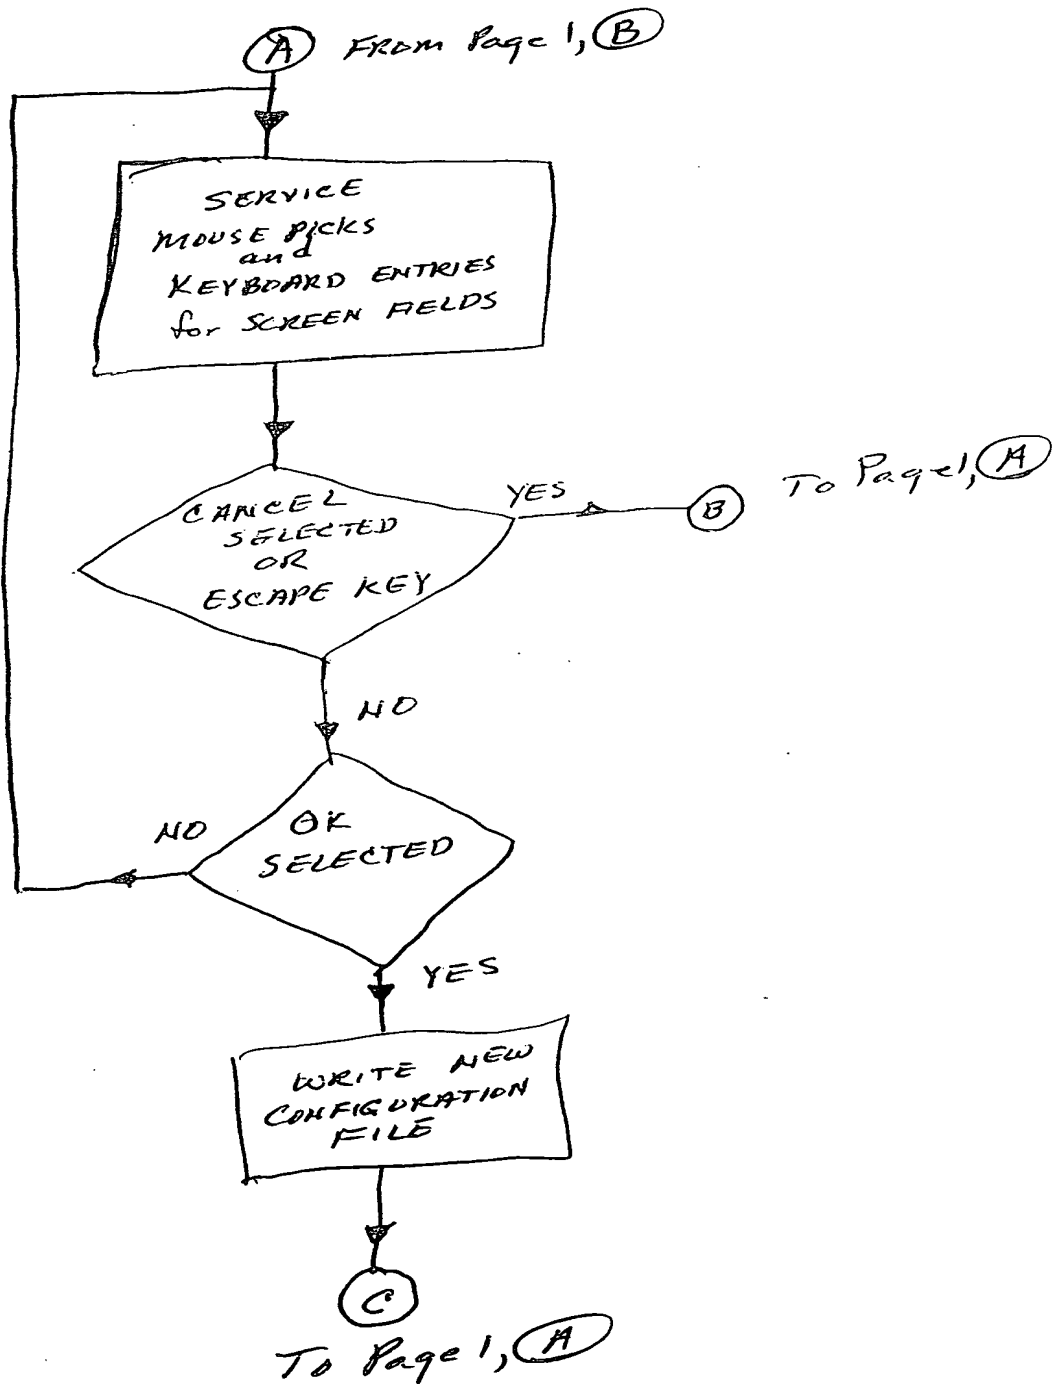 A FROM Page 1, B
SERVICE
MOUSE PICKS
and
KEYBOARD ENTRIES
for SCREEN FIELDS
CANCEL
SELECTED
OR
ESCAPE KEY
YES
B
To Page 1, A
NO
OK
SELECTED
NO
YES
WRITE NEW
CONFIGURATION
FILE
C
To Page 1, A